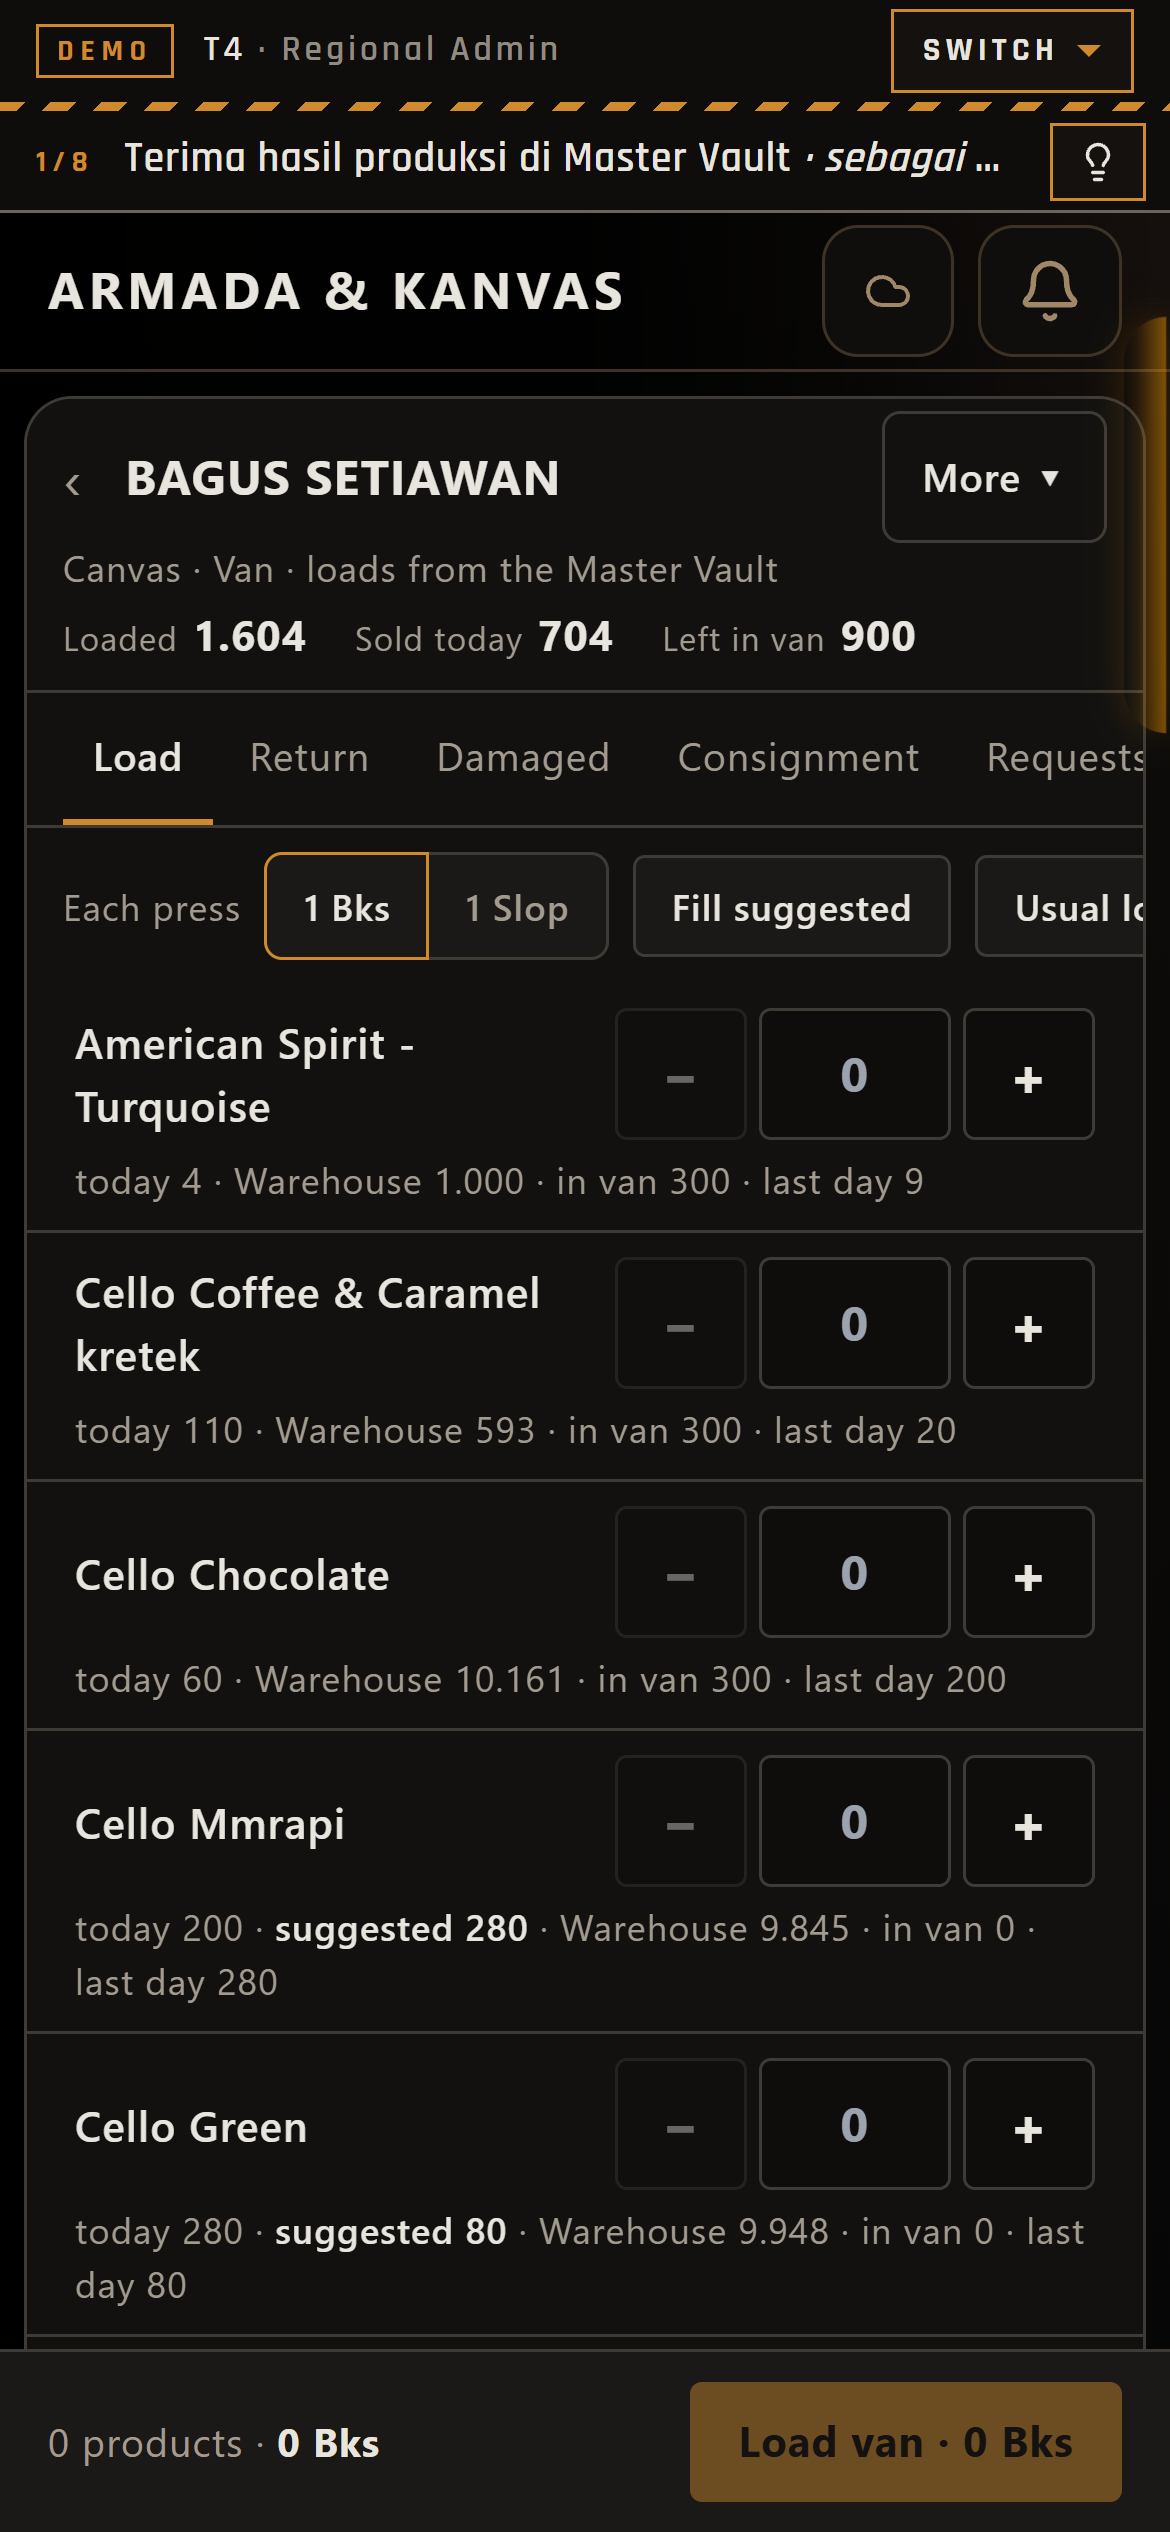 DEMO T4 · Regional Admin SWITCH
1/8 Terima hasil produksi di Master Vault · sebagai ...
ARMADA & KANVAS
‹ BAGUS SETIAWAN More ▼
Canvas · Van · loads from the Master Vault
Loaded 1.604 Sold today 704 Left in van 900
Load Return Damaged Consignment Requests
Each press 1 Bks 1 Slop Fill suggested Usual lo
American Spirit -
Turquoise
− 0 +
today 4 · Warehouse 1.000 · in van 300 · last day 9
Cello Coffee & Caramel
kretek
− 0 +
today 110 · Warehouse 593 · in van 300 · last day 20
Cello Chocolate − 0 +
today 60 · Warehouse 10.161 · in van 300 · last day 200
Cello Mmrapi − 0 +
today 200 · suggested 280 · Warehouse 9.845 · in van 0 ·
last day 280
Cello Green − 0 +
today 280 · suggested 80 · Warehouse 9.948 · in van 0 · last
day 80
0 products · 0 Bks Load van · 0 Bks